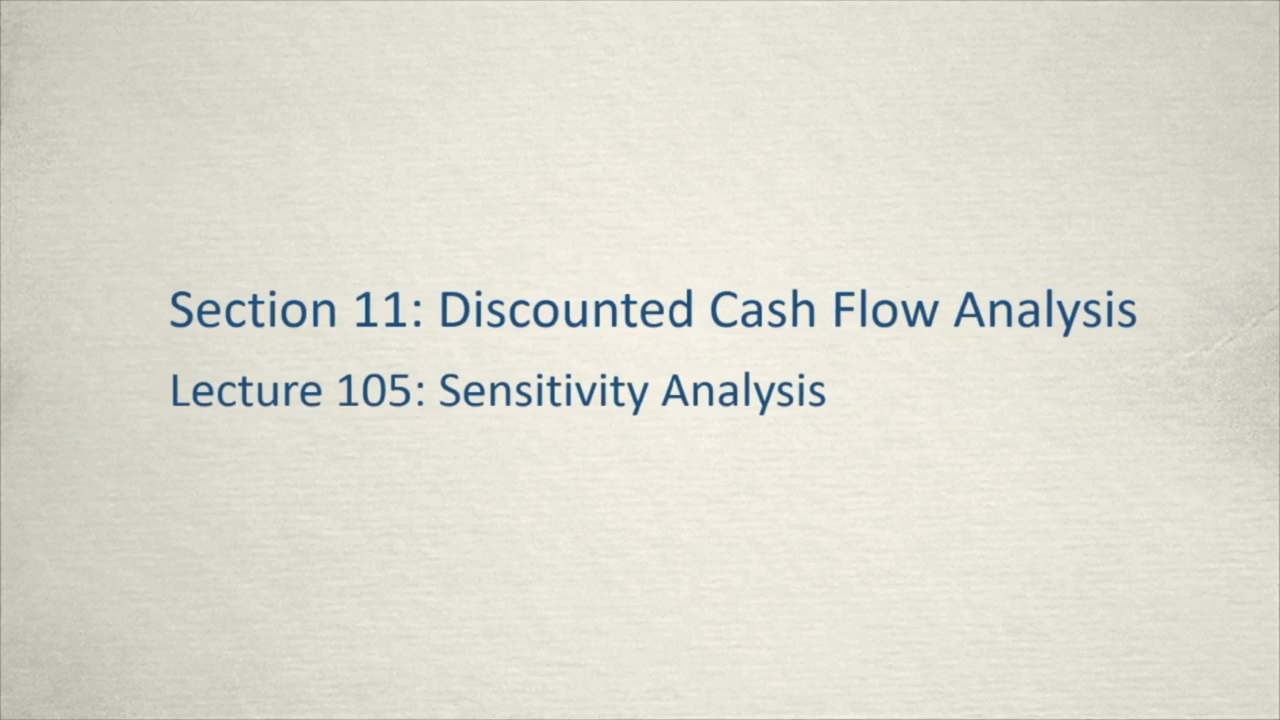 Section 11: Discounted Cash Flow Analysis
Lecture 105: Sensitivity Analysis